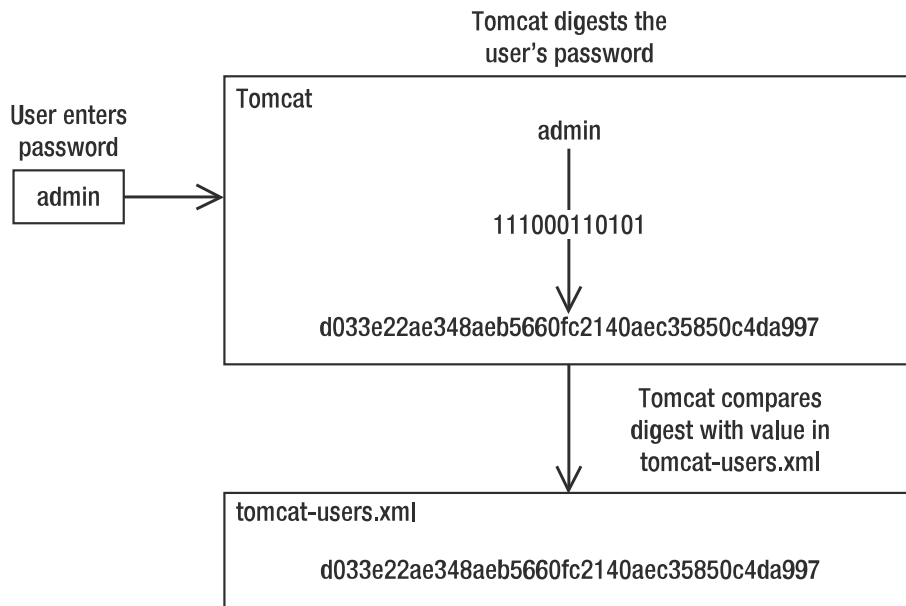 Tomcat digests the
user's password
User enters
password
admin
Tomcat
admin
111000110101
d033e22ae348aeb5660fc2140aec35850c4da997
Tomcat compares
digest with value in
tomcat-users.xml
tomcat-users.xml
d033e22ae348aeb5660fc2140aec35850c4da997